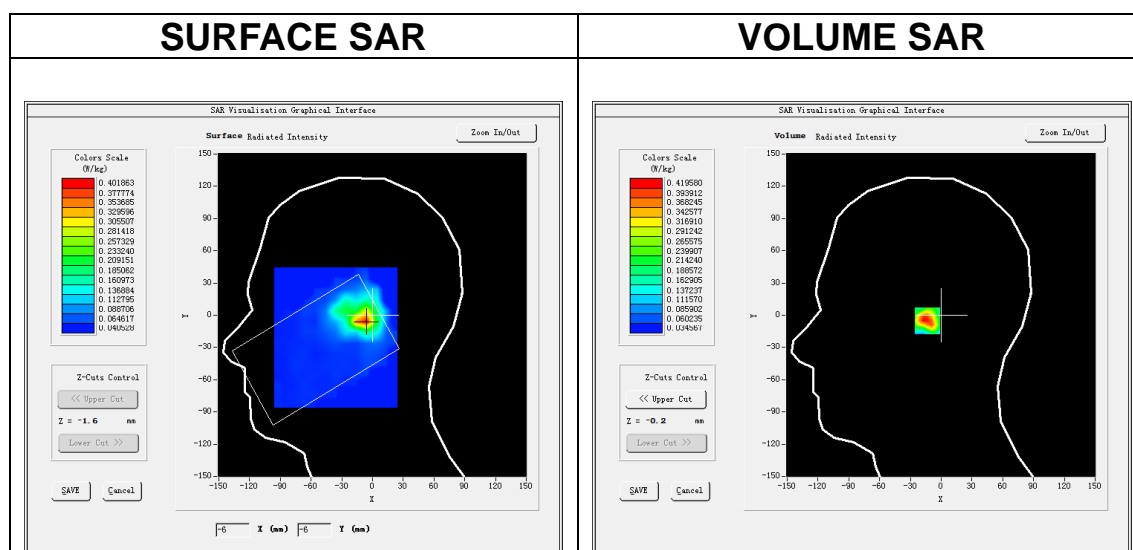 SURFACE SAR
SAR Visualisation Graphical Interface
Surface Radiated Intensity
Zoom In/Out
Colors Scale
(W/kg)
0.401863
0.377774
0.353685
0.329596
0.305507
0.281418
0.257329
0.233240
0.209151
0.185062
0.160973
0.136884
0.112795
0.088706
0.064617
0.040528
150
120
90
60
30
0
-30
-60
-90
-120
-150
Y
-150 -120 -90 -60 -30 0 30 60 90 120 150
X
Z-Cuts Control
<< Upper Cut
Z = -1.6 mm
Lower Cut >>
SAVE Cancel
-6 X (mm) -6 Y (mm)
VOLUME SAR
SAR Visualisation Graphical Interface
Volume Radiated Intensity
Zoom In/Out
Colors Scale
(W/kg)
0.419580
0.393912
0.368245
0.342577
0.316910
0.291242
0.265575
0.239907
0.214240
0.188572
0.162905
0.137237
0.111570
0.085902
0.060235
0.034567
150
120
90
60
30
0
-30
-60
-90
-120
-150
Y
-150 -120 -90 -60 -30 0 30 60 90 120 150
X
Z-Cuts Control
<< Upper Cut
Z = -0.2 mm
Lower Cut >>
SAVE Cancel